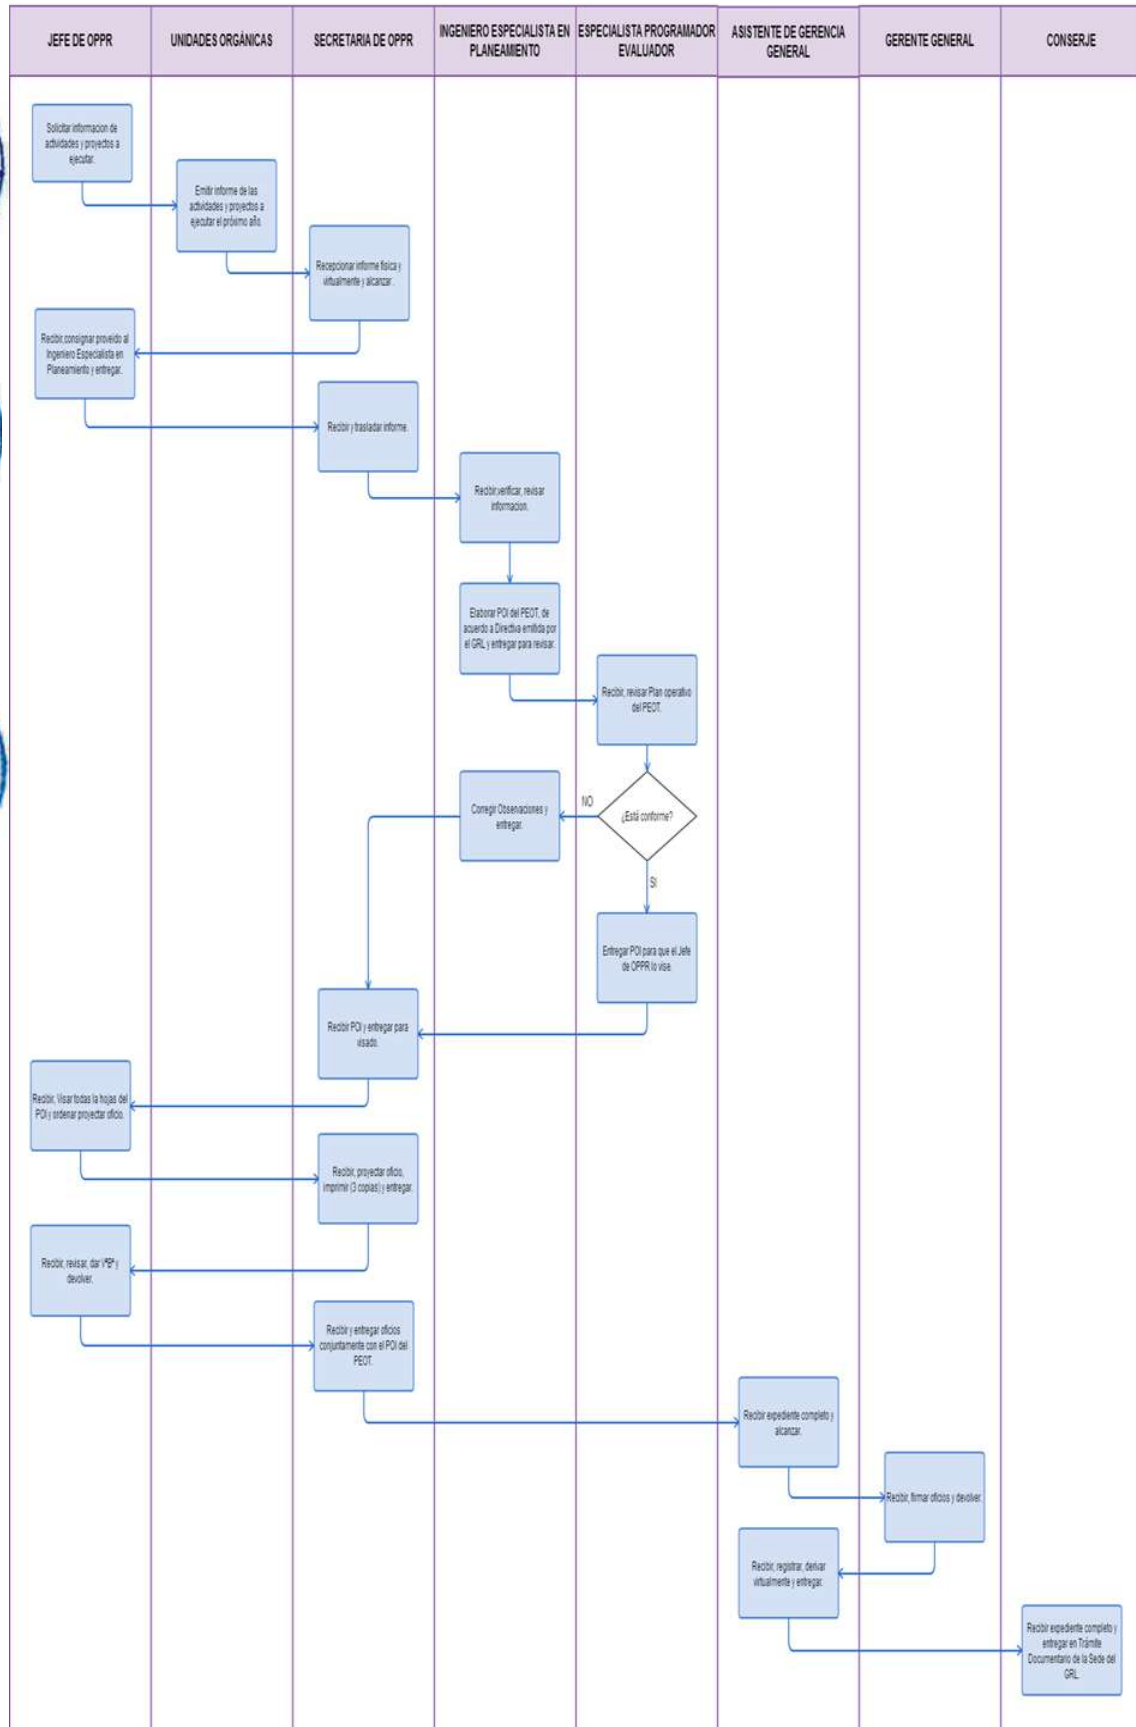 JEFE DE OPPR
UNIDADES ORGÁNICAS
SECRETARIA DE OPPR
INGENIERO ESPECIALISTA EN
PLANEAMIENTO
ESPECIALISTA PROGRAMADOR
EVALUADOR
ASISTENTE DE GERENCIA
GENERAL
GERENTE GENERAL
CONSERJE
Solicitar informacion de
actividades y proyectos a
ejecutar.
Emitir informe de las
actividades y proyectos a
ejecutar el próximo año.
Recepcionar informe física y
virtualmente y alcanzar .
Recibir,consignar proveido al
Ingeniero Especialista en
Planeamiento y entregar.
Recibir y trasladar informe.
Recibir,verificar, revisar
informacion.
Elaborar POI del PEOT, de
acuerdo a Directiva emitida por
el GRL y entregar para revisar.
Recibir, revisar Plan operativo
del PEOT.
¿Está conforme?
NO
Corregir Observaciones y
entregar.
SI
Entregar POI para que el Jefe
de OPPR lo vise.
Recibir POI y entregar para
visado.
Recibir, Visar todas la hojas del
POI y ordenar proyectar oficio.
Recibir, proyectar oficio,
imprimir (3 copias) y entregar.
Recibir, revisar, dar VºBº y
devolver.
Recibir y entregar oficios
conjuntamente con el POI del
PEOT.
Recibir expediente completo y
alcanzar.
Recibir, firmar oficios y devolver.
Recibir, registrar, derivar
virtualmente y entregar.
Recibir expediente completo y
entregar en Trámite
Documentario de la Sede del
GRL.